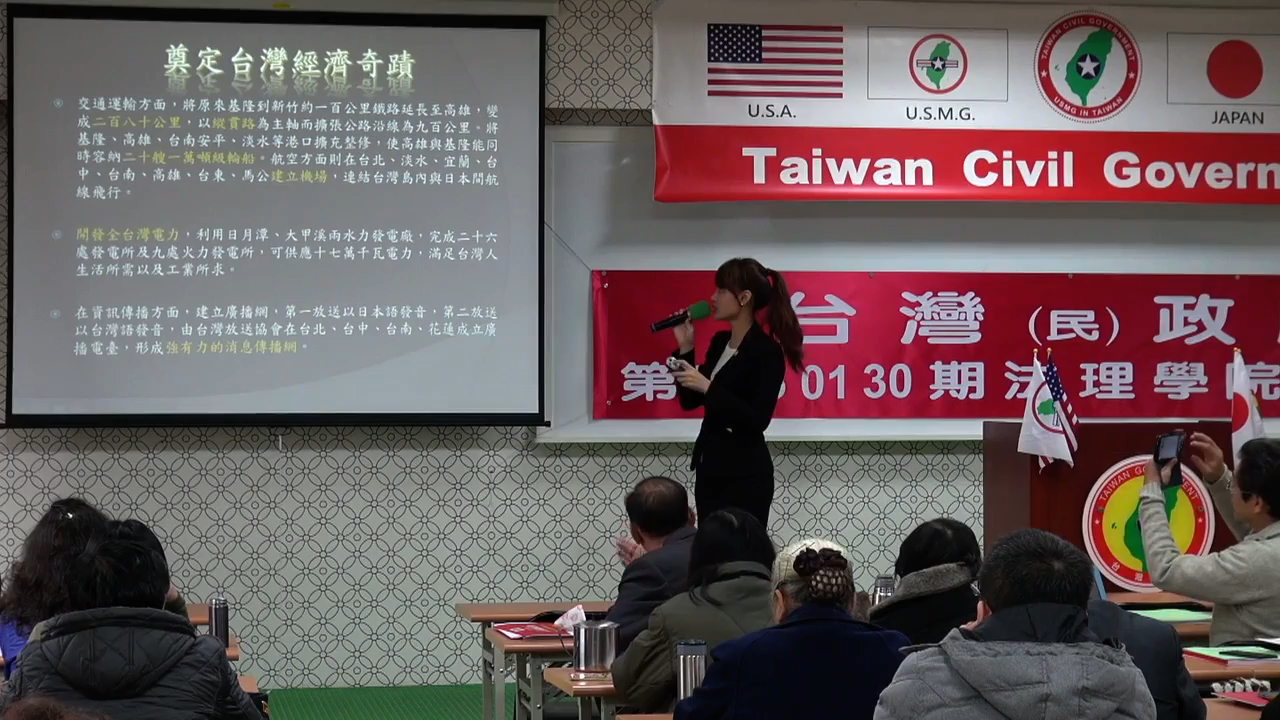 奠定台灣經濟奇蹟
交通運輸方面，將原來基隆到新竹約一百公里鐵路延長至高雄，變
成二百八十公里，以縱貫路為主軸而擴張公路沿線為九百公里。將
基隆、高雄、台南安平、淡水等港口擴充整修，使高雄與基隆能同
時容納二十艘一萬噸級輪船。航空方面則在台北、淡水、宜蘭、台
中、台南、高雄、台東、馬公建立機場，連結台灣島內與日本間航
線飛行。
開發全台灣電力，利用日月潭、大甲溪兩水力發電廠，完成二十六
處發電所及九處火力發電所，可供應十七萬千瓦電力，滿足台灣人
生活所需以及工業所求。
在資訊傳播方面，建立廣播網，第一放送以日本語發音，第二放送
以台灣語發音，由台灣放送協會在台北、台中、台南、花蓮成立廣
播電臺，形成強有力的消息傳播網。
U.S.A.
U.S.M.G.
TAIWAN CIVIL GOVERNMENT
USMG IN TAIWAN
JAPAN
Taiwan Civil Govern
台灣（民）政
第 01 30 期法理學院
TAIWAN GOVERNMENT
台灣